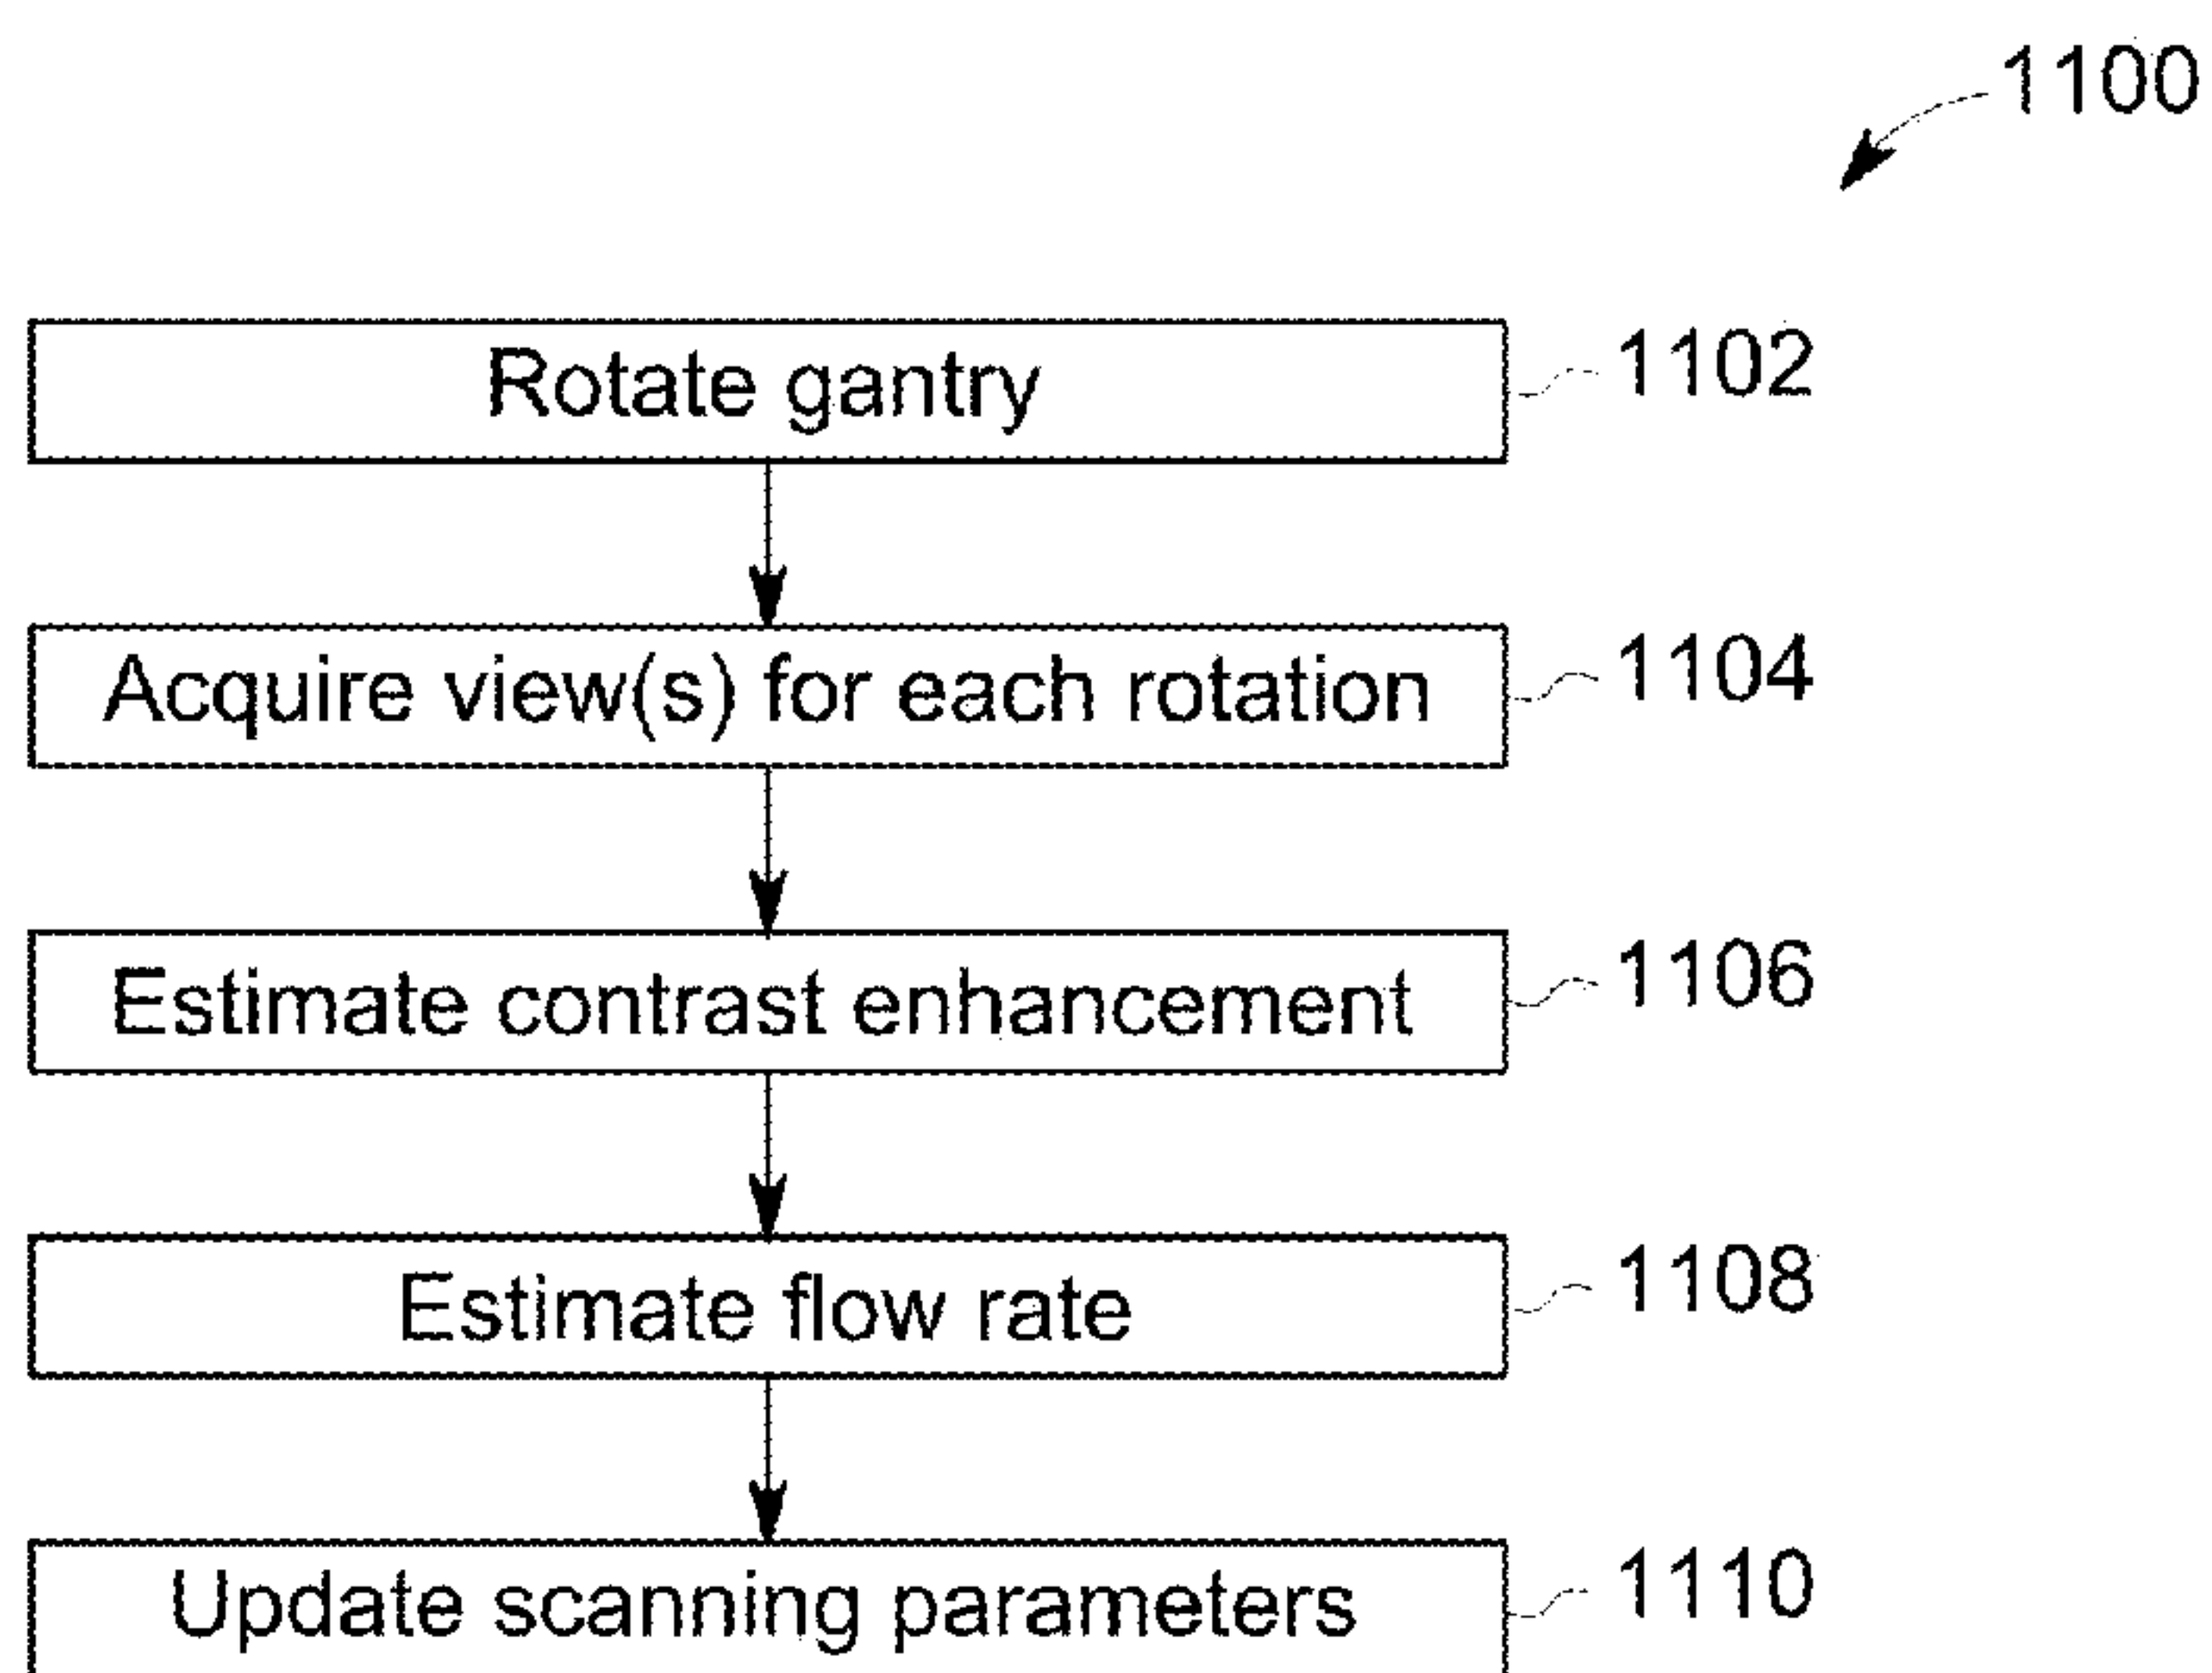 1100
Rotate gantry 1102
Acquire view(s) for each rotation 1104
Estimate contrast enhancement 1106
Estimate flow rate 1108
Update scanning parameters 1110